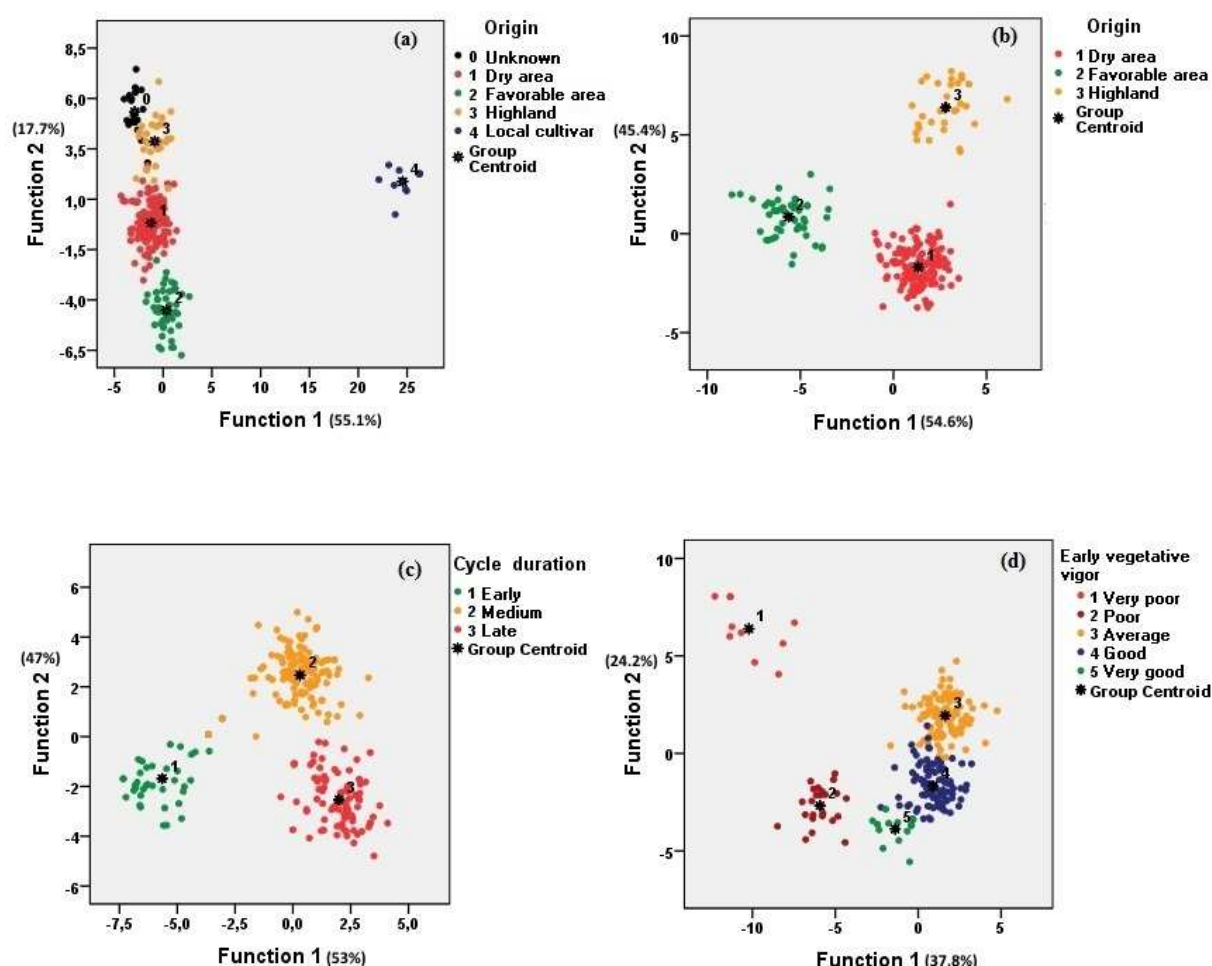 (a)
Origin
0 Unknown
1 Dry area
2 Favorable area
3 Highland
4 Local cultivar
Group
Centroid
8,5
6,0
3,5
1,0
-1,5
-4,0
-6,5
Function 2 (17.7%)
0
3
1
2
4
-5
0
5
10
15
20
25
Function 1 (55.1%)
(b)
Origin
1 Dry area
2 Favorable area
3 Highland
Group
Centroid
10
5
0
-5
Function 2 (45.4%)
3
2
1
-10
-5
0
5
Function 1 (54.6%)
(c)
Cycle duration
1 Early
2 Medium
3 Late
Group Centroid
6
4
2
0
-2
-4
-6
Function 2 (47%)
2
1
3
-7,5
-5,0
-2,5
0,0
2,5
5,0
Function 1 (53%)
(d)
Early vegetative
vigor
1 Very poor
2 Poor
3 Average
4 Good
5 Very good
Group Centroid
10
5
0
-5
Function 2 (24.2%)
1
3
4
2
5
-10
-5
0
5
Function 1 (37.8%)